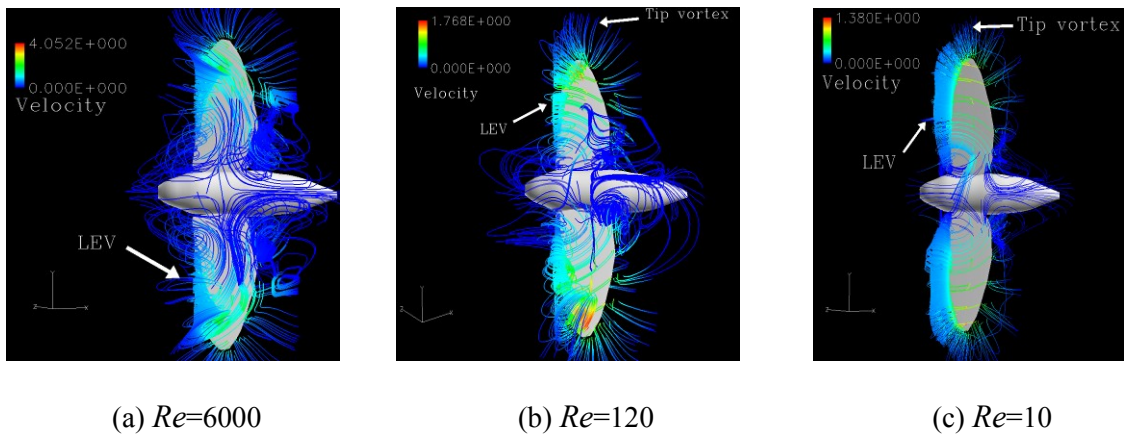 4.052E+000
0.000E+000
Velocity
LEV
Y
Z
X
(a) Re=6000
1.768E+000
0.000E+000
Velocity
Tip vortex
LEV
Y
Z
X
(b) Re=120
1.380E+000
0.000E+000
Velocity
Tip vortex
LEV
Y
Z
X
(c) Re=10